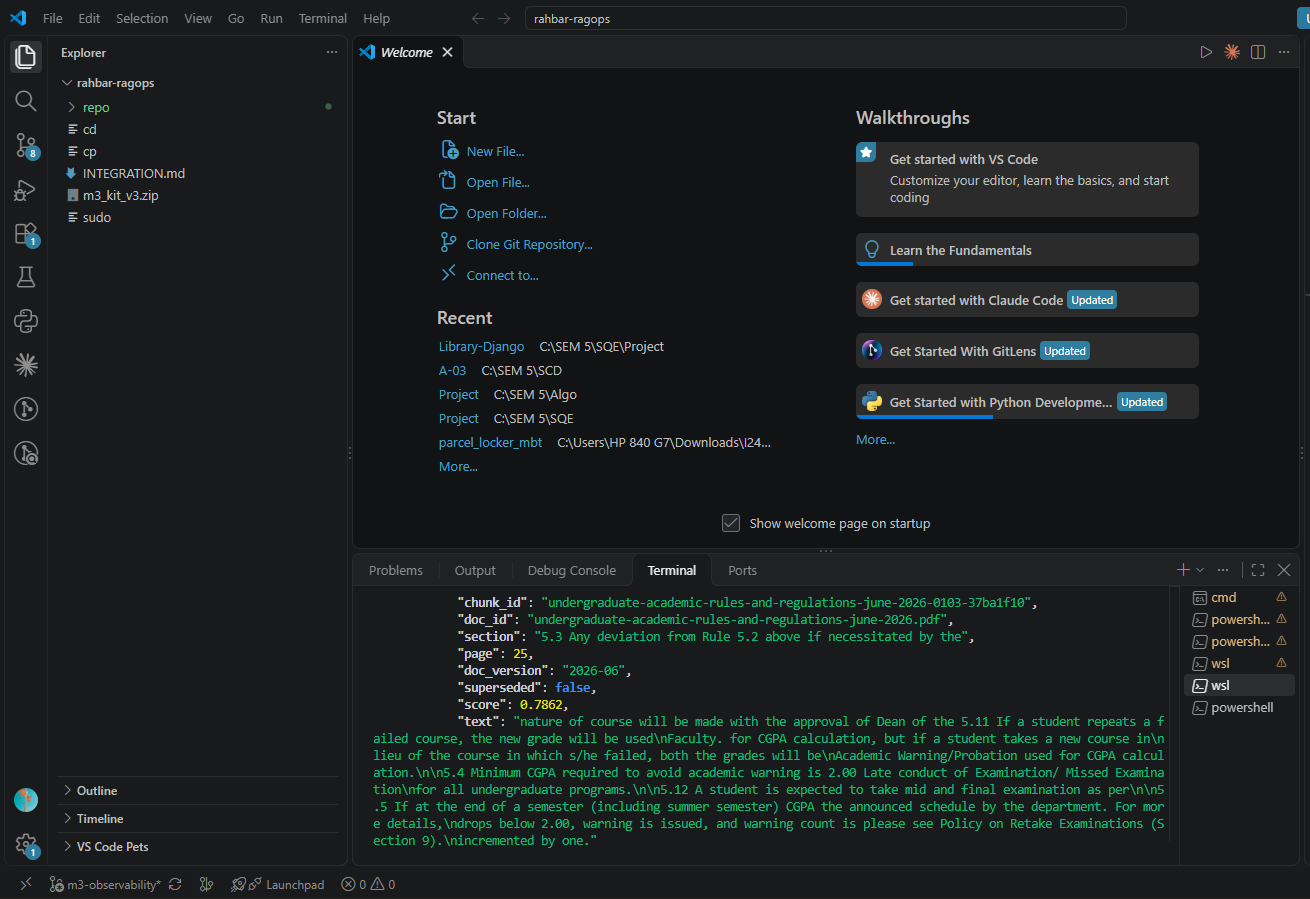 File Edit Selection View Go Run Terminal Help
rahbar-ragops
Explorer
rahbar-ragops
repo
cd
cp
INTEGRATION.md
m3_kit_v3.zip
sudo
8
1
Outline
Timeline
VS Code Pets
1
Welcome
Start
New File...
Open File...
Open Folder...
Clone Git Repository...
Connect to...
Recent
Library-Django C:\SEM 5\SQE\Project
A-03 C:\SEM 5\SCD
Project C:\SEM 5\Algo
Project C:\SEM 5\SQE
parcel_locker_mbt C:\Users\HP 840 G7\Downloads\I24...
More...
Walkthroughs
Get started with VS Code
Customize your editor, learn the basics, and start
coding
Learn the Fundamentals
Get started with Claude Code Updated
Get Started With GitLens Updated
Get Started with Python Developme... Updated
More...
Show welcome page on startup
Problems Output Debug Console Terminal Ports
"chunk_id": "undergraduate-academic-rules-and-regulations-june-2026-0103-37ba1f10",
"doc_id": "undergraduate-academic-rules-and-regulations-june-2026.pdf",
"section": "5.3 Any deviation from Rule 5.2 above if necessitated by the",
"page": 25,
"doc_version": "2026-06",
"superseded": false,
"score": 0.7862,
"text": "nature of course will be made with the approval of Dean of the 5.11 If a student repeats a f
ailed course, the new grade will be used\nFaculty. for CGPA calculation, but if a student takes a new course in\n
lieu of the course in which s/he failed, both the grades will be\nAcademic Warning/Probation used for CGPA calcul
ation.\n\n5.4 Minimum CGPA required to avoid academic warning is 2.00 Late conduct of Examination/ Missed Examina
tion\nfor all undergraduate programs.\n\n5.12 A student is expected to take mid and final examination as per\n\n5
.5 If at the end of a semester (including summer semester) CGPA the announced schedule by the department. For mor
e details,\ndrops below 2.00, warning is issued, and warning count is please see Policy on Retake Examinations (S
ection 9).\nincremented by one."
cmd
powersh...
powersh...
wsl
wsl
powershell
m3-observability* Launchpad 0 0